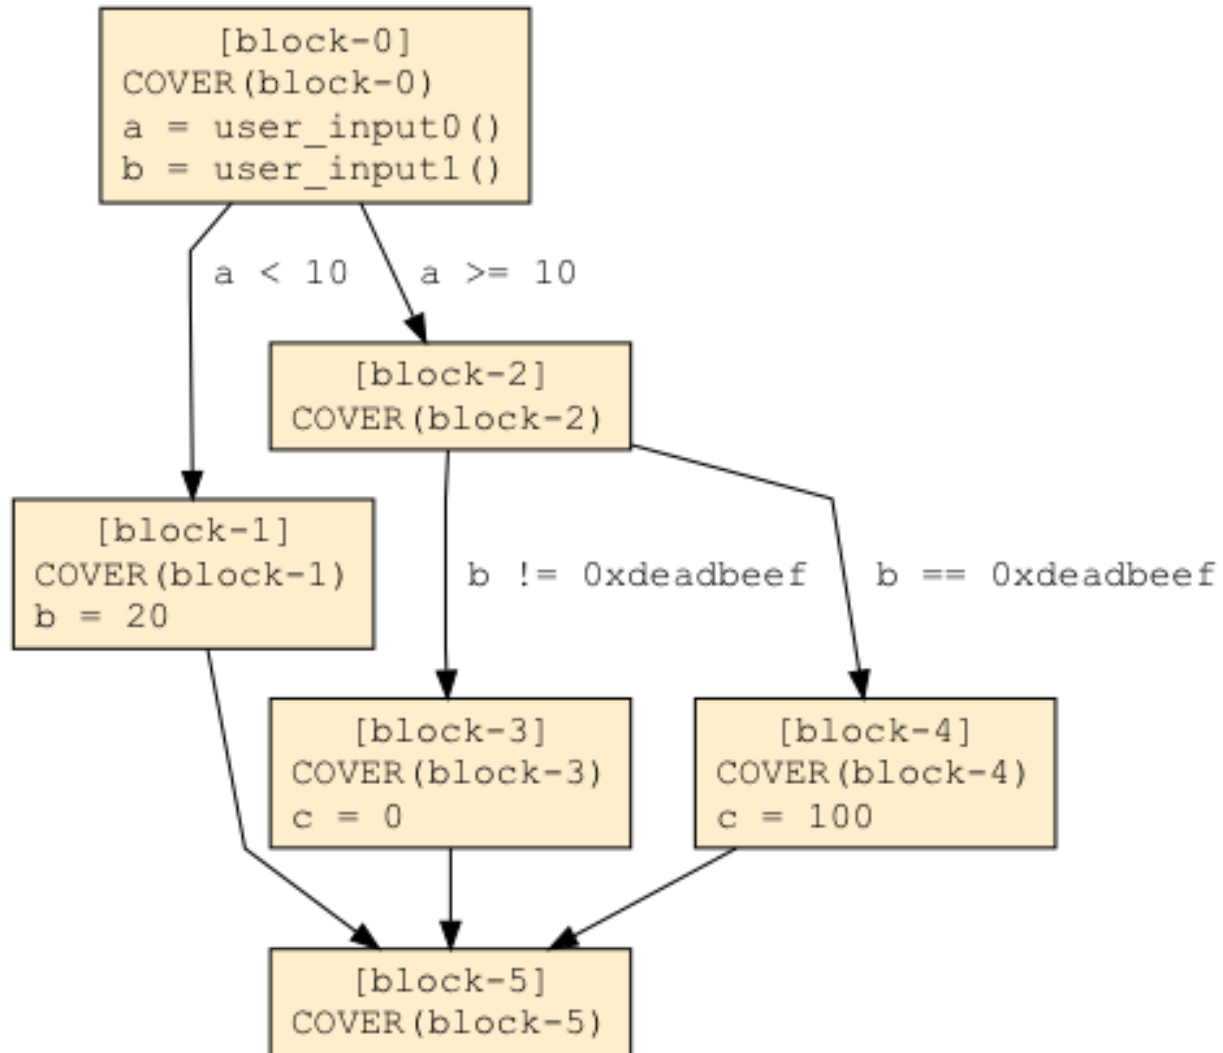 [block-0]
COVER(block-0)
a = user_input0()
b = user_input1()
a < 10
a >= 10
[block-2]
COVER(block-2)
[block-1]
COVER(block-1)
b = 20
b != 0xdeadbeef
b == 0xdeadbeef
[block-3]
COVER(block-3)
c = 0
[block-4]
COVER(block-4)
c = 100
[block-5]
COVER(block-5)